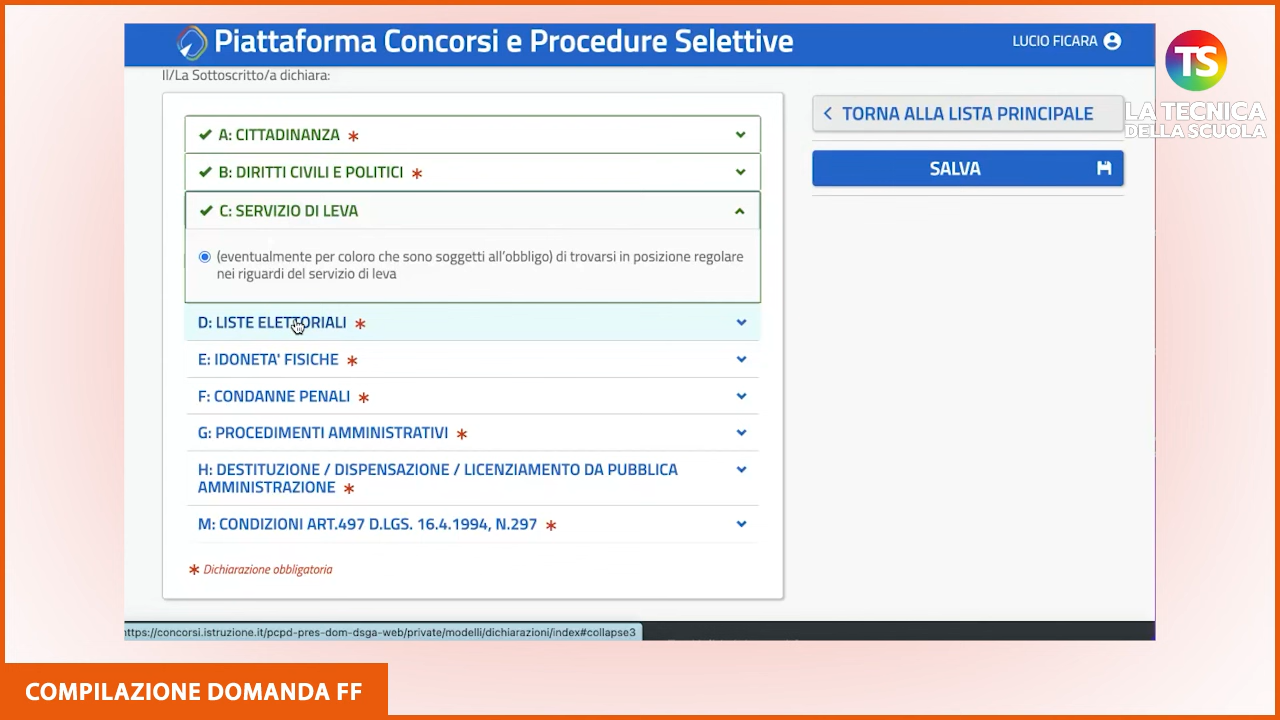 Piattaforma Concorsi e Procedure Selettive
LUCIO FICARA
TS
LA TECNICA
DELLA SCUOLA
Il/La Sottoscritto/a dichiara:
A: CITTADINANZA *
B: DIRITTI CIVILI E POLITICI *
C: SERVIZIO DI LEVA
(eventualmente per coloro che sono soggetti all'obbligo) di trovarsi in posizione regolare
nei riguardi del servizio di leva
D: LISTE ELETTORIALI *
E: IDONETA' FISICHE *
F: CONDANNE PENALI *
G: PROCEDIMENTI AMMINISTRATIVI *
H: DESTITUZIONE / DISPENSAZIONE / LICENZIAMENTO DA PUBBLICA
AMMINISTRAZIONE *
M: CONDIZIONI ART.497 D.LGS. 16.4.1994, N.297 *
* Dichiarazione obbligatoria
TORNA ALLA LISTA PRINCIPALE
SALVA
https://concorsi.istruzione.it/pcpd-pres-dom-dsga-web/private/modelli/dichiarazioni/index#collapse3
COMPILAZIONE DOMANDA FF